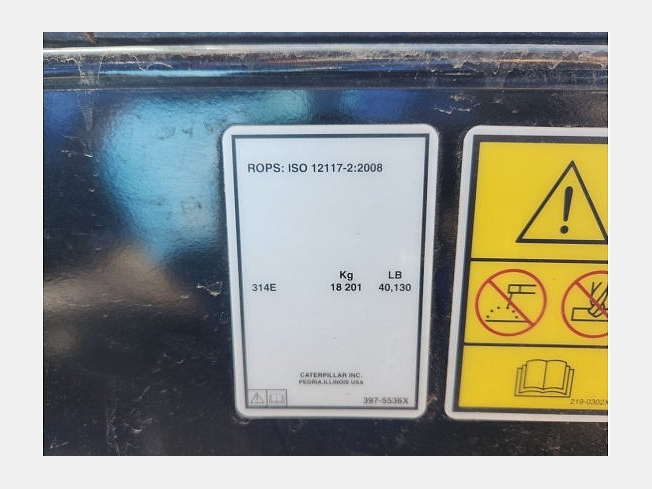 ROPS: ISO 12117-2:2008
Kg LB
314E 18 201 40,130
CATERPILLAR INC.
PEORIA, ILLINOIS USA
397-5536X
219-0302X